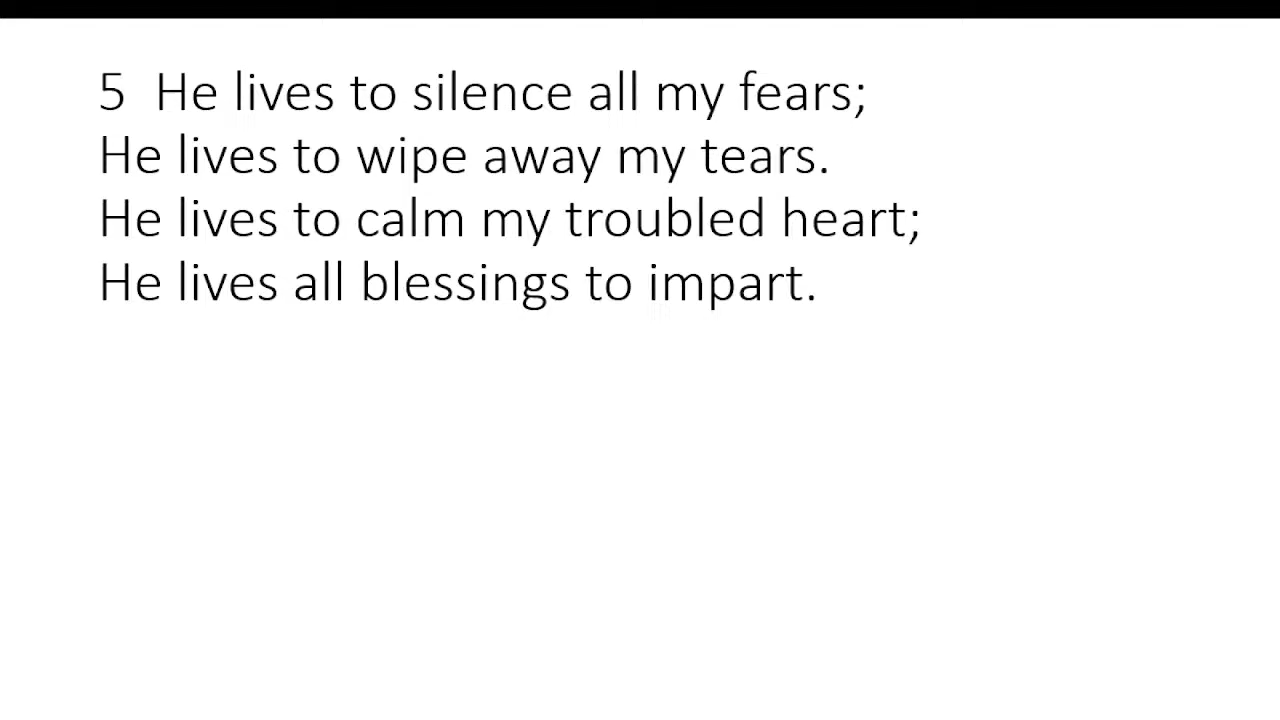 5 He lives to silence all my fears;
He lives to wipe away my tears.
He lives to calm my troubled heart;
He lives all blessings to impart.